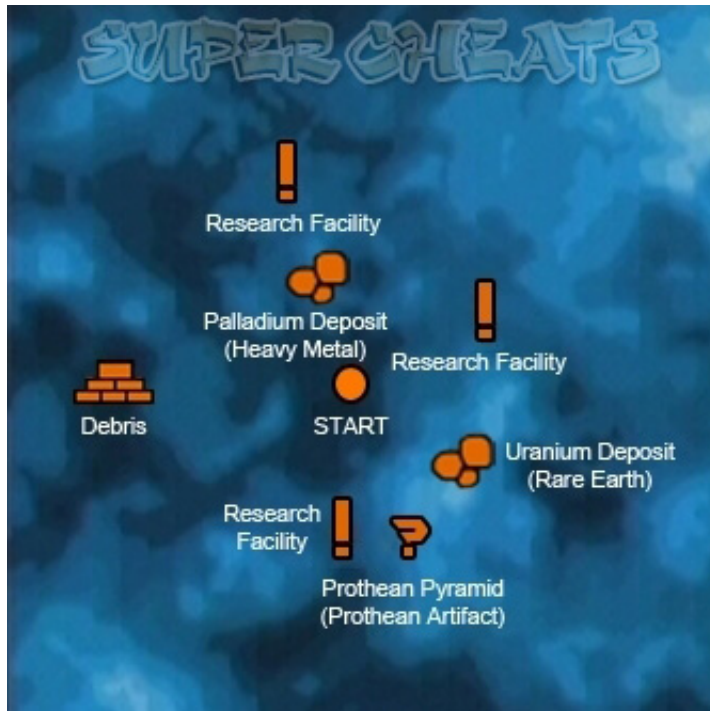 SUPER CHEATS
Research Facility
Palladium Deposit
(Heavy Metal)
Research Facility
Debris
START
Uranium Deposit
(Rare Earth)
Research
Facility
Prothean Pyramid
(Prothean Artifact)